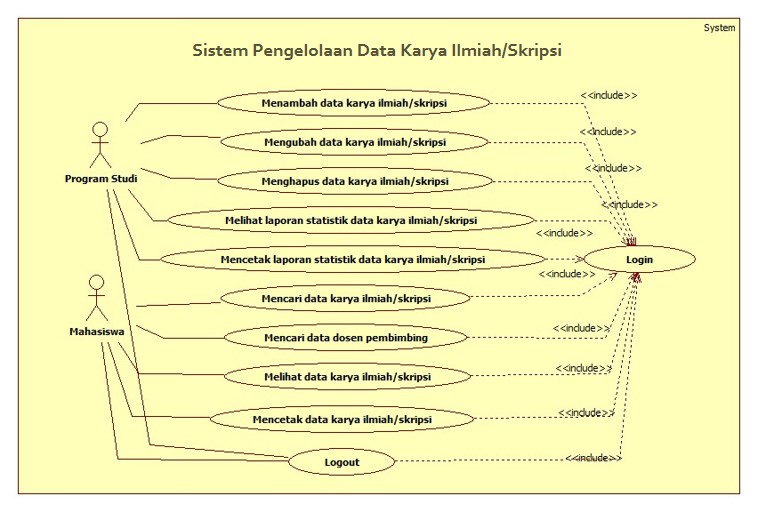 System
Sistem Pengelolaan Data Karya Ilmiah/Skripsi
Menambah data karya ilmiah/skripsi
<<include>>
Mengubah data karya ilmiah/skripsi
<<include>>
Program Studi
Menghapus data karya ilmiah/skripsi
<<include>>
Melihat laporan statistik data karya ilmiah/skripsi
<<include>>
<<include>>
Mencetak laporan statistik data karya ilmiah/skripsi
Login
<<include>>
Mencari data karya ilmiah/skripsi
Mahasiswa
Mencari data dosen pembimbing
<<include>>
Melihat data karya ilmiah/skripsi
<<include>>
Mencetak data karya ilmiah/skripsi
<<include>>
Logout
<<include>>